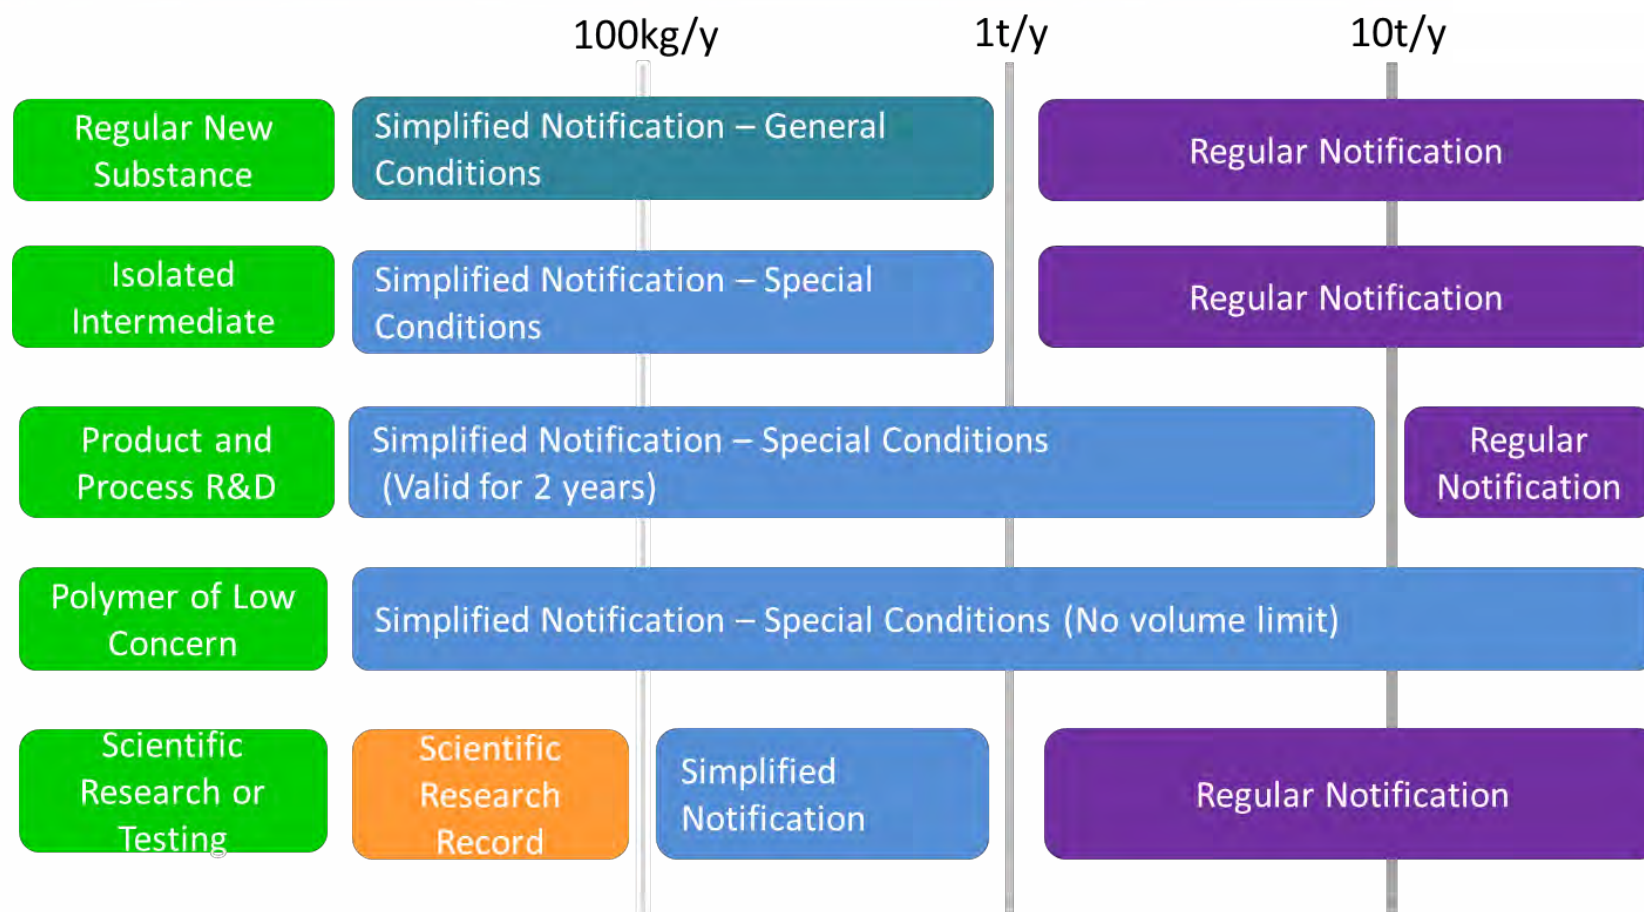 100kg/y
1t/y
10t/y
Regular New
Substance
Simplified Notification – General
Conditions
Regular Notification
Isolated
Intermediate
Simplified Notification – Special
Conditions
Regular Notification
Product and
Process R&D
Simplified Notification – Special Conditions
(Valid for 2 years)
Regular
Notification
Polymer of Low
Concern
Simplified Notification – Special Conditions (No volume limit)
Scientific
Research or
Testing
Scientific
Research
Record
Simplified
Notification
Regular Notification